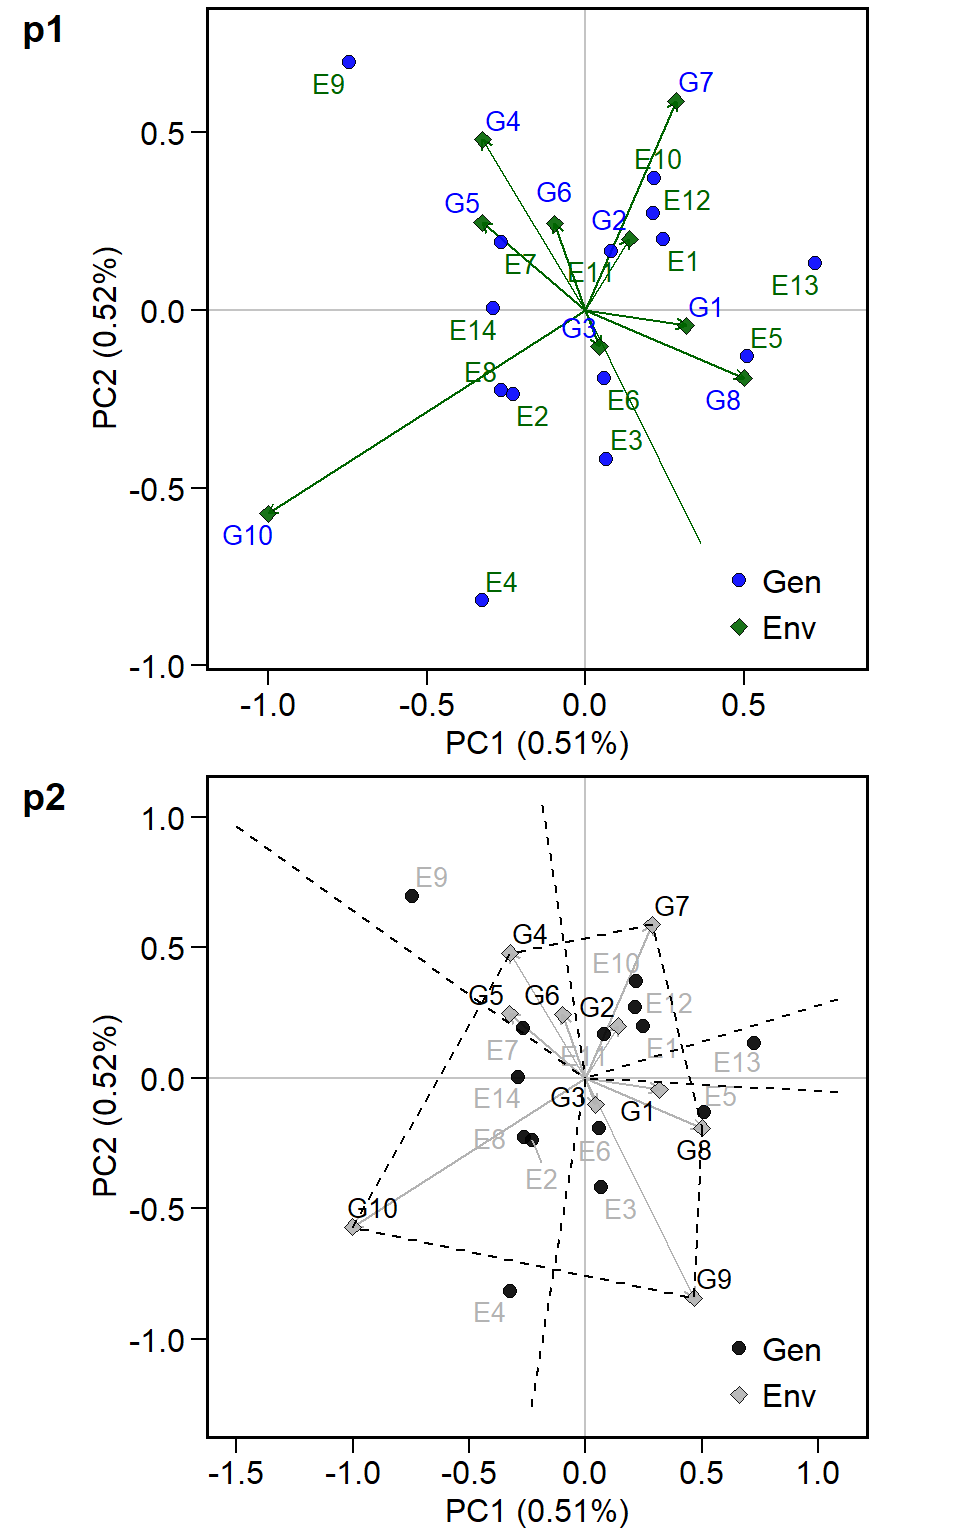 p1
E9
G7
G4
0.5
E10
G6
G5
E12
G2
E7
E11
E1
E13
0.0
G1
G3
E14
E5
E8
G8
E6
E2
E3
PC2 (0.52%)
-0.5
G10
E4
Gen
Env
-1.0
-1.0 -0.5 0.0 0.5
PC1 (0.51%)
p2
1.0
E9
G7
G4
0.5
E10
G5 G6
G2 E12
E7
E11 E1
E13
0.0
E14
G3
G1
E5
E8
E6
G8
E2
PC2 (0.52%)
-0.5
G10
E3
G9
E4
-1.0
Gen
Env
-1.5 -1.0 -0.5 0.0 0.5 1.0
PC1 (0.51%)